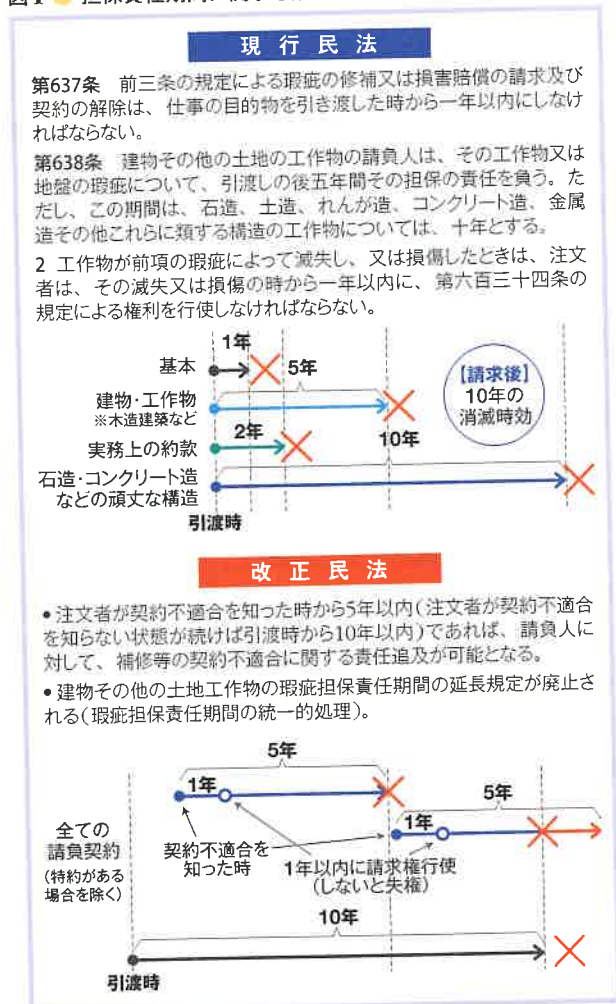 現行民法
第637条 前三条の規定による瑕疵の修補又は損害賠償の請求及び
契約の解除は、仕事の目的物を引き渡した時から一年以内にしなけ
ればならない。
第638条 建物その他の土地の工作物の請負人は、その工作物又は
地盤の瑕疵について、引渡しの後五年間その担保の責任を負う。た
だし、この期間は、石造、土造、れんが造、コンクリート造、金属
造その他これらに類する構造の工作物については、十年とする。
2 工作物が前項の瑕疵によって滅失し、又は損傷したときは、注文
者は、その滅失又は損傷の時から一年以内に、第六百三十四条の
規定による権利を行使しなければならない。
1年
基本
5年
建物・工作物
※木造建築など
【請求後】
10年の
消滅時効
2年
実務上の約款
10年
石造・コンクリート造
などの頑丈な構造
引渡時
改正民法
• 注文者が契約不適合を知った時から5年以内(注文者が契約不適合
を知らない状態が続けば引渡時から10年以内)であれば、請負人に
対して、補修等の契約不適合に関する責任追及が可能となる。
• 建物その他の土地工作物の瑕疵担保責任期間の延長規定が廃止さ
れる(瑕疵担保責任期間の統一的処理)。
5年
1年
5年
1年
全ての
請負契約
(特約がある
場合を除く)
契約不適合を
知った時
1年以内に請求権行使
(しないと失権)
10年
引渡時